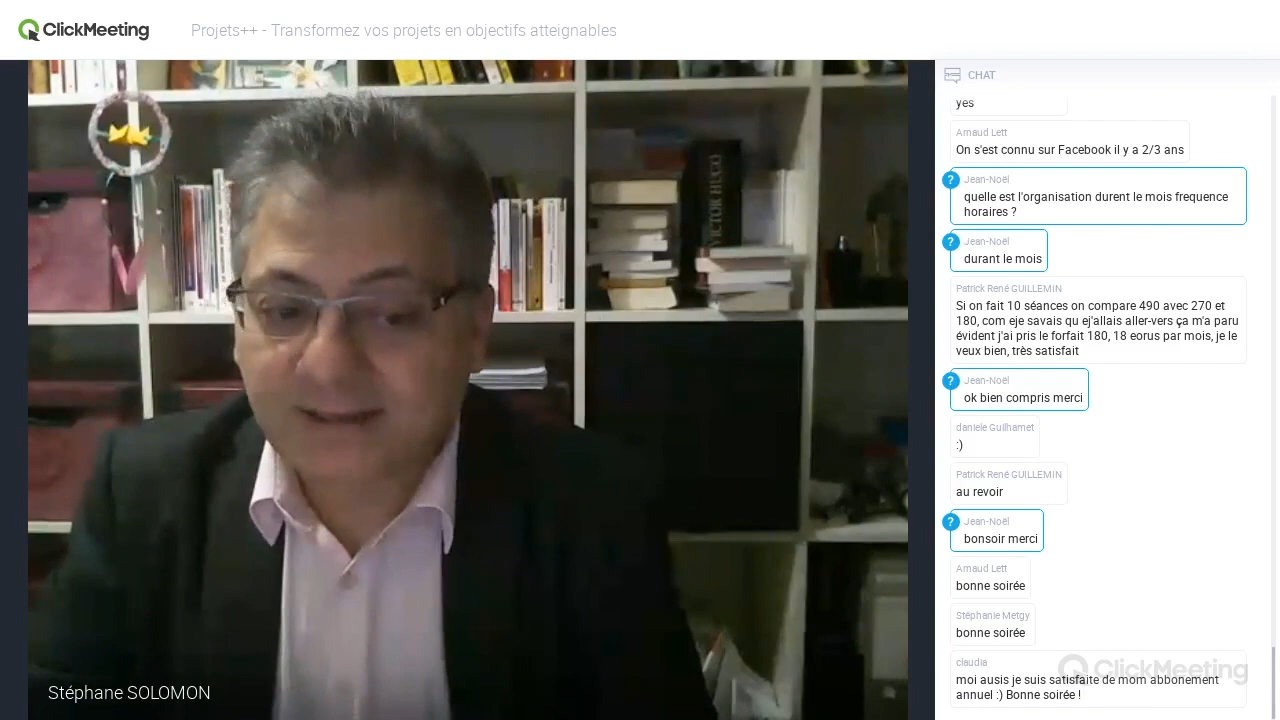 ClickMeeting
Projets++ - Transformez vos projets en objectifs atteignables
VICTOR HUGO
Stéphane SOLOMON
CHAT
yes
Arnaud Lett
On s'est connu sur Facebook il y a 2/3 ans
?
Jean-Noël
quelle est l'organisation durent le mois frequence
horaires ?
?
Jean-Noël
durant le mois
Patrick René GUILLEMIN
Si on fait 10 séances on compare 490 avec 270 et
180, com eje savais qu ej'allais aller-vers ça m'a paru
évident j'ai pris le forfait 180, 18 eorus par mois, je le
veux bien, très satisfait
?
Jean-Noël
ok bien compris merci
daniele Guilhamet
:)
Patrick René GUILLEMIN
au revoir
?
Jean-Noël
bonsoir merci
Arnaud Lett
bonne soirée
Stéphanie Metgy
bonne soirée
claudia
moi ausis je suis satisfaite de mom abbonement
annuel :) Bonne soirée !
ClickMeeting